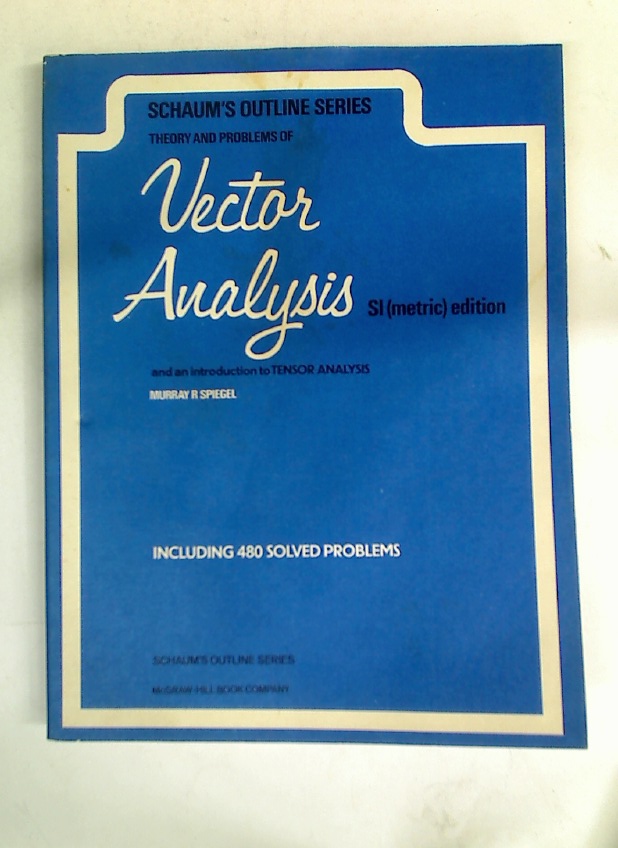 SCHAUM'S OUTLINE SERIES
THEORY AND PROBLEMS OF
Vector
Analysis SI (metric) edition
and an introduction to TENSOR ANALYSIS
MURRAY R SPIEGEL
INCLUDING 480 SOLVED PROBLEMS
SCHAUM'S OUTLINE SERIES
McGRAW-HILL BOOK COMPANY